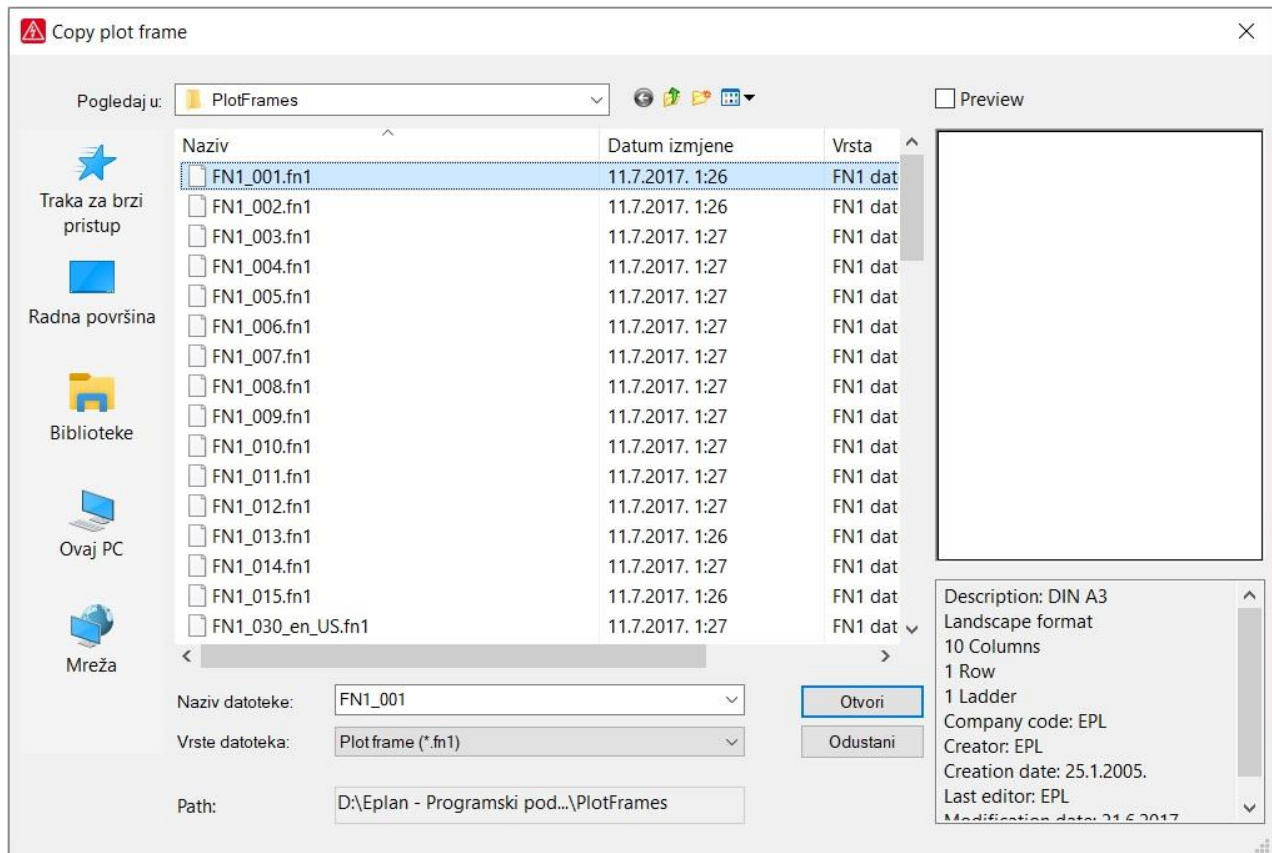 Copy plot frame
Pogledaj u: PlotFrames Preview
Naziv Datum izmjene Vrsta
FN1_001.fn1 11.7.2017. 1:26 FN1 dat
FN1_002.fn1 11.7.2017. 1:26 FN1 dat
FN1_003.fn1 11.7.2017. 1:27 FN1 dat
FN1_004.fn1 11.7.2017. 1:27 FN1 dat
FN1_005.fn1 11.7.2017. 1:27 FN1 dat
FN1_006.fn1 11.7.2017. 1:27 FN1 dat
FN1_007.fn1 11.7.2017. 1:27 FN1 dat
FN1_008.fn1 11.7.2017. 1:27 FN1 dat
FN1_009.fn1 11.7.2017. 1:27 FN1 dat
FN1_010.fn1 11.7.2017. 1:27 FN1 dat
FN1_011.fn1 11.7.2017. 1:27 FN1 dat
FN1_012.fn1 11.7.2017. 1:27 FN1 dat
FN1_013.fn1 11.7.2017. 1:26 FN1 dat
FN1_014.fn1 11.7.2017. 1:27 FN1 dat
FN1_015.fn1 11.7.2017. 1:26 FN1 dat
FN1_030_en_US.fn1 11.7.2017. 1:27 FN1 dat
Traka za brzi
pristup
Radna površina
Biblioteke
Ovaj PC
Mreža
Naziv datoteke: FN1_001 Otvori
Vrste datoteka: Plot frame (*.fn1) Odustani
Path: D:\Eplan - Programski pod...\PlotFrames
Description: DIN A3
Landscape format
10 Columns
1 Row
1 Ladder
Company code: EPL
Creator: EPL
Creation date: 25.1.2005.
Last editor: EPL
Modification date: 21.6.2017